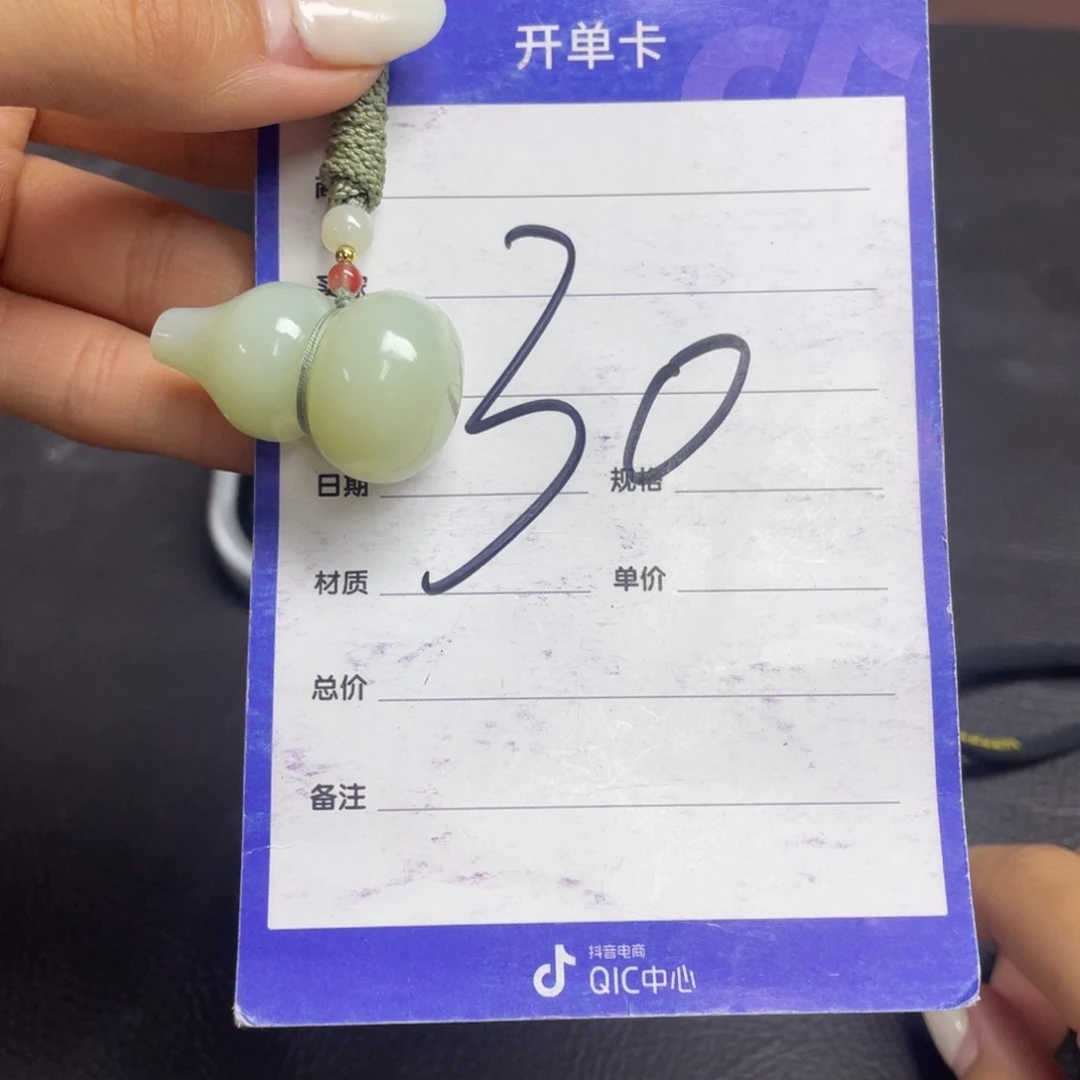 开单卡
30
日期 规格
材质 单价
总价
备注
抖音电商
QIC中心